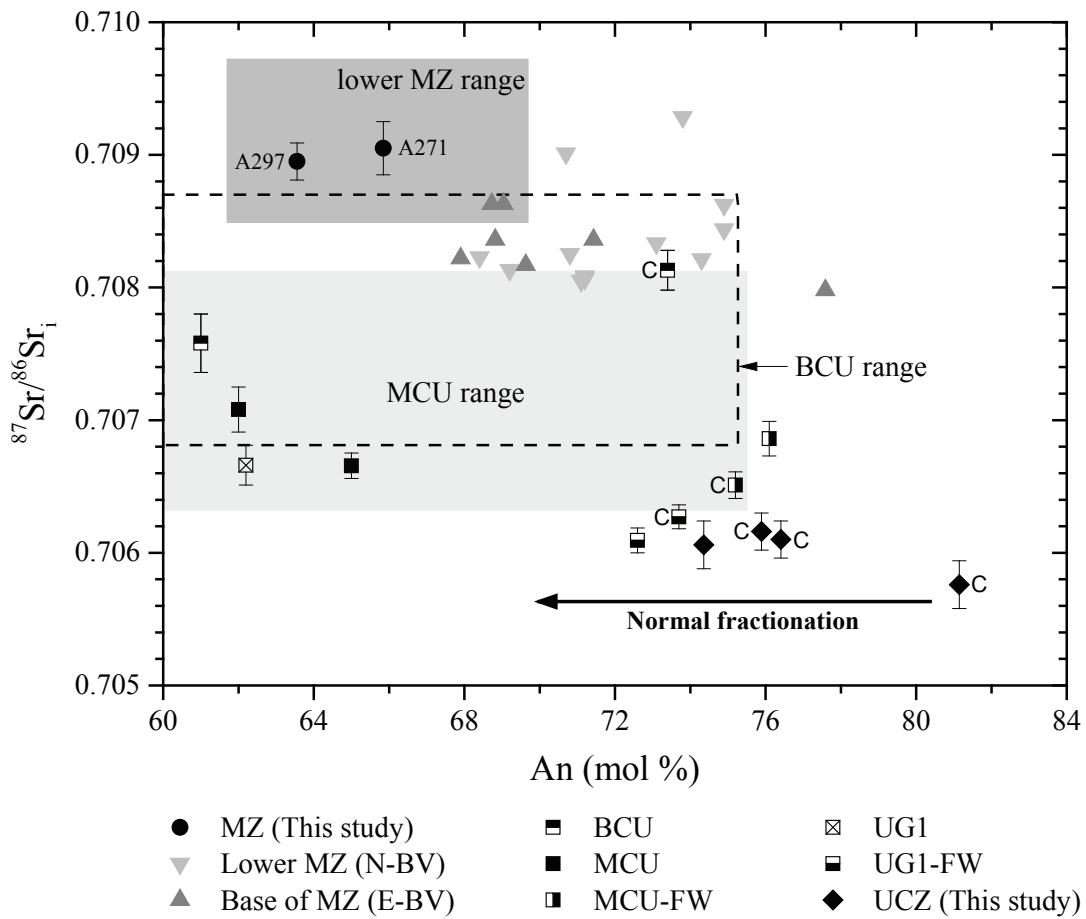 0.710
0.709
0.708
0.707
0.706
0.705
⁸⁷Sr/⁸⁶Srᵢ
lower MZ range
A297
A271
C
BCU range
MCU range
C
C
C
C
C
Normal fractionation
60 64 68 72 76 80 84
An (mol %)
MZ (This study) BCU UG1
Lower MZ (N-BV) MCU UG1-FW
Base of MZ (E-BV) MCU-FW UCZ (This study)